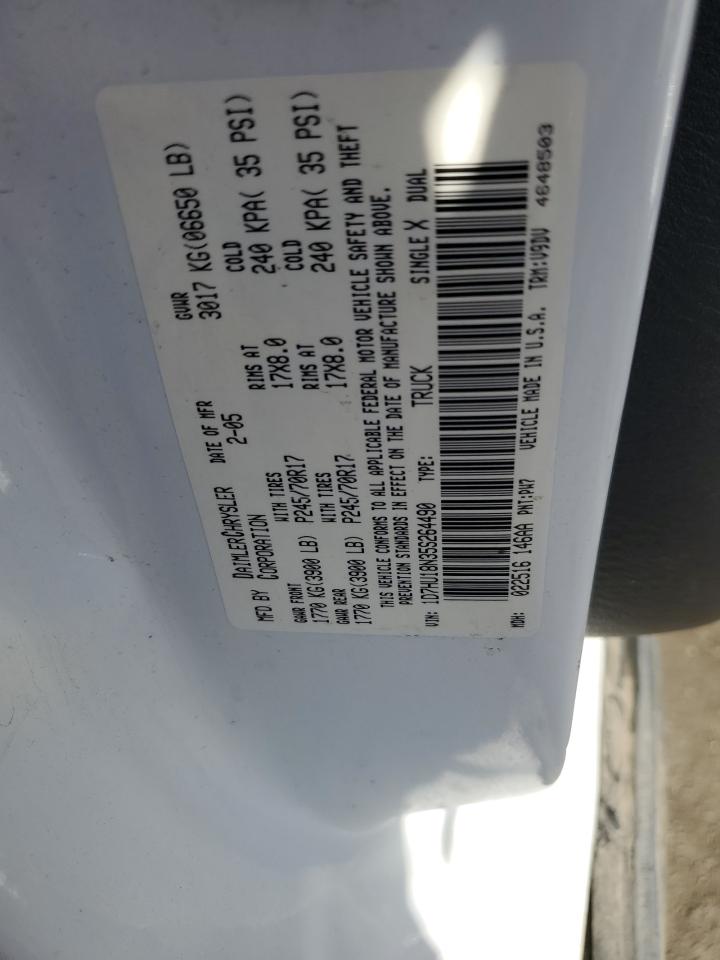 MFD BY DAIMLERCHRYSLER CORPORATION DATE OF MFR 2-05 GVWR 3017 KG(06650 LB)
GAWR FRONT WITH TIRES RIMS AT COLD
1770 KG(3900 LB) P245/70R17 17X8.0 240 KPA( 35 PSI)
GAWR REAR WITH TIRES RIMS AT COLD
1770 KG(3900 LB) P245/70R17 17X8.0 240 KPA( 35 PSI)
THIS VEHICLE CONFORMS TO ALL APPLICABLE FEDERAL MOTOR VEHICLE SAFETY AND THEFT
PREVENTION STANDARDS IN EFFECT ON THE DATE OF MANUFACTURE SHOWN ABOVE.
VIN: 1D7HU18N35S264490 TYPE: TRUCK SINGLE X DUAL
MDH: 022516 146AA PNT:PW7 VEHICLE MADE IN U.S.A. TRM:V9DV 4648503